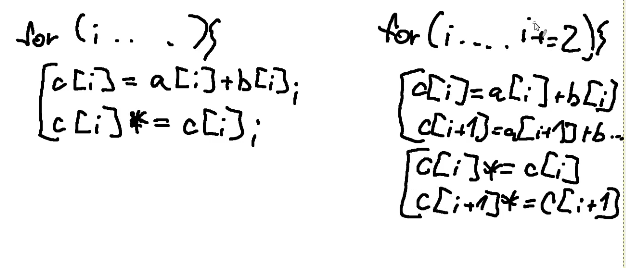 for (i . . . .){
c[i] = a[i]+b[i];
c[i] *= c[i];
for (i .... i+=2){
c[i]=a[i]+b[i]
c[i+1]=a[i+1]+b...
c[i]*= c[i]
c[i+1]*=c[i+1]